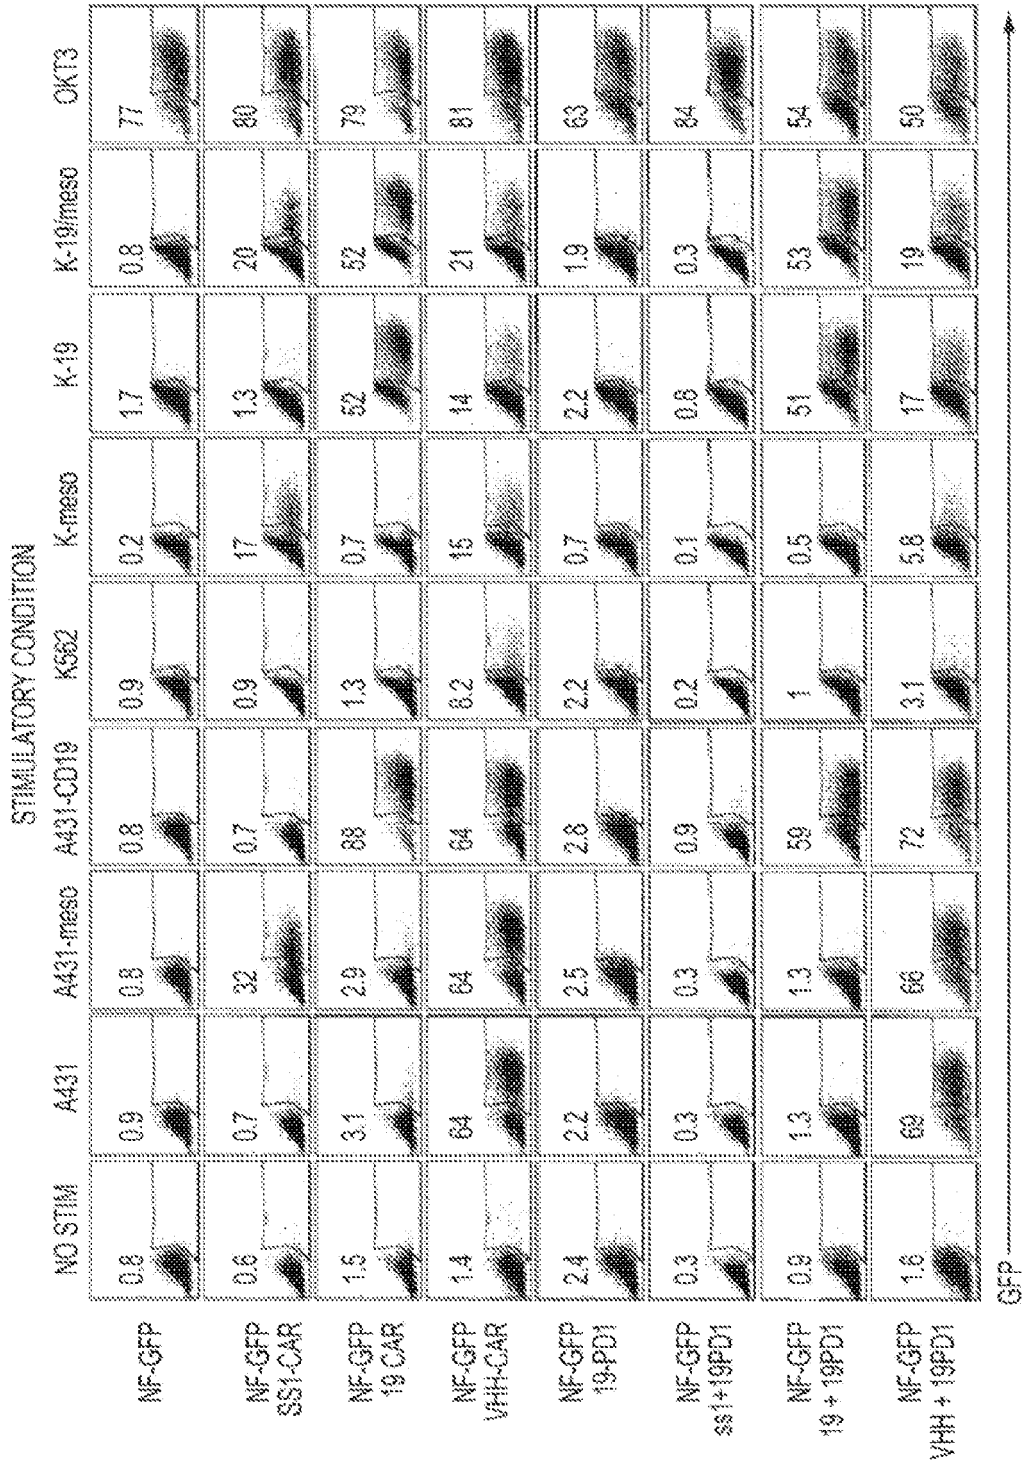 STIMULATORY CONDITION
NO STIM A431 A431-meso A431-CD19 K562 K-meso K-19 K-19/meso OKT3
NF-GFP 0.8 0.9 0.8 0.8 0.9 0.2 1.7 0.8 77
NF-GFP SS1-CAR 0.6 0.7 32 0.7 0.9 17 1.3 20 80
NF-GFP 19 CAR 1.5 3.1 2.9 88 1.3 0.7 52 52 79
NF-GFP VHH-CAR 1.4 64 64 64 15 14 21 81
NF-GFP 19-PD1 2.4 2.2 2.5 2.8 2.2 0.7 2.2 1.9 63
NF-GFP ss1+19PD1 0.3 0.3 0.3 0.9 0.2 0.1 0.3 84
NF-GFP 19 + 19PD1 0.9 1.3 1.3 59 1 0.5 51 53 54
NF-GFP VHH + 19PD1 1.6 72 3.1 5.8 17 19 50
GFP